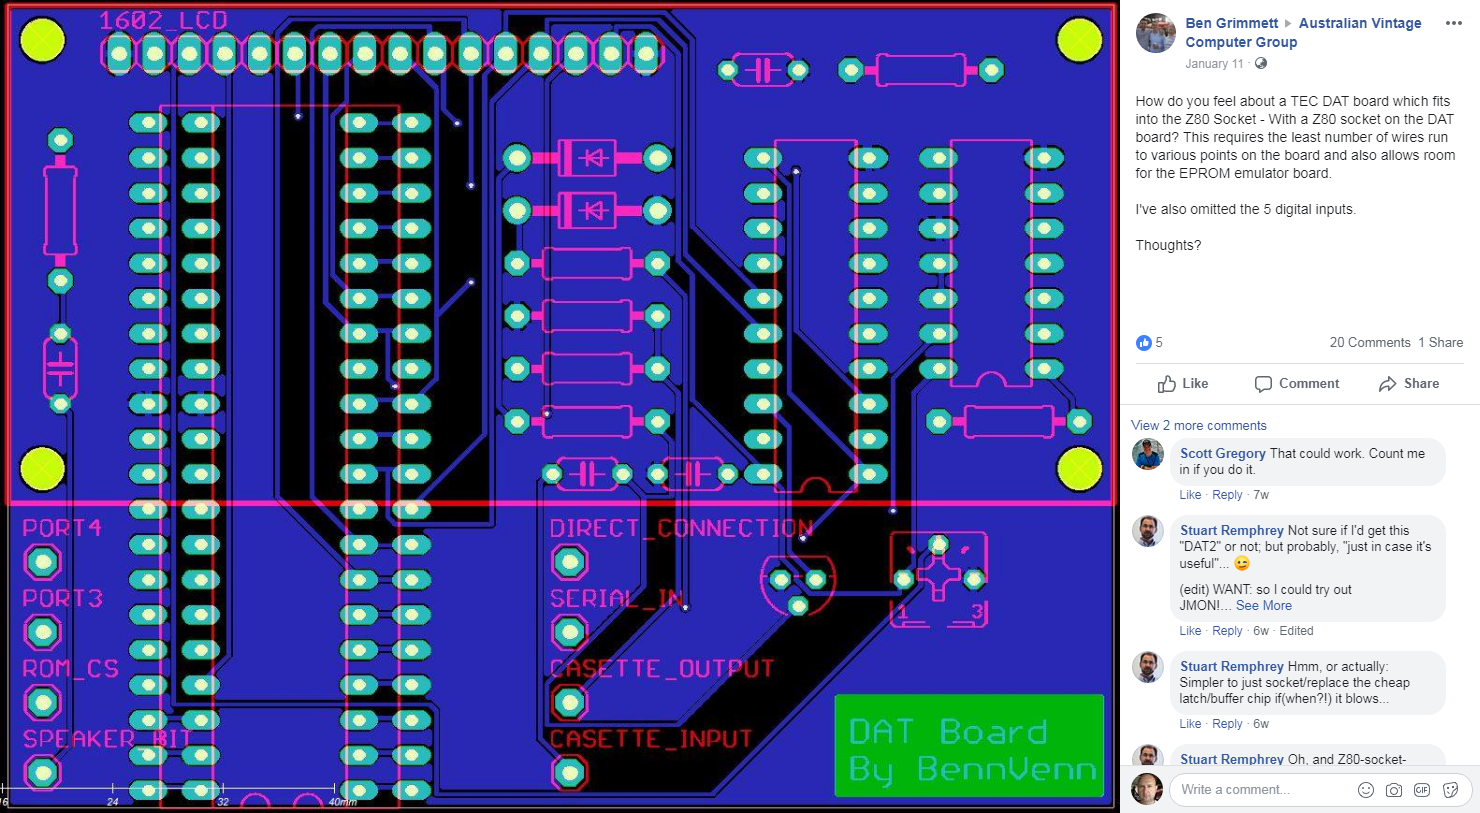 1602_LCD
PORT4
PORT3
ROM_CS
SPEAKER_BIT
DIRECT_CONNECTION
SERIAL_IN
CASETTE_OUTPUT
CASETTE_INPUT
1 3
DAT Board
By BennVenn
16 24 32 40mm
Ben Grimmett ▸ Australian Vintage
Computer Group
January 11 ·
How do you feel about a TEC DAT board which fits
into the Z80 Socket - With a Z80 socket on the DAT
board? This requires the least number of wires run
to various points on the board and also allows room
for the EPROM emulator board.
I've also omitted the 5 digital inputs.
Thoughts?
5 20 Comments 1 Share
Like Comment Share
View 2 more comments
Scott Gregory That could work. Count me
in if you do it.
Like · Reply · 7w
Stuart Remphrey Not sure if I'd get this
"DAT2" or not; but probably, "just in case it's
useful"... 😉
(edit) WANT: so I could try out
JMON!... See More
Like · Reply · 6w · Edited
Stuart Remphrey Hmm, or actually:
Simpler to just socket/replace the cheap
latch/buffer chip if(when?!) it blows...
Like · Reply · 6w
Stuart Remphrey Oh, and Z80-socket-
Write a comment...
GIF